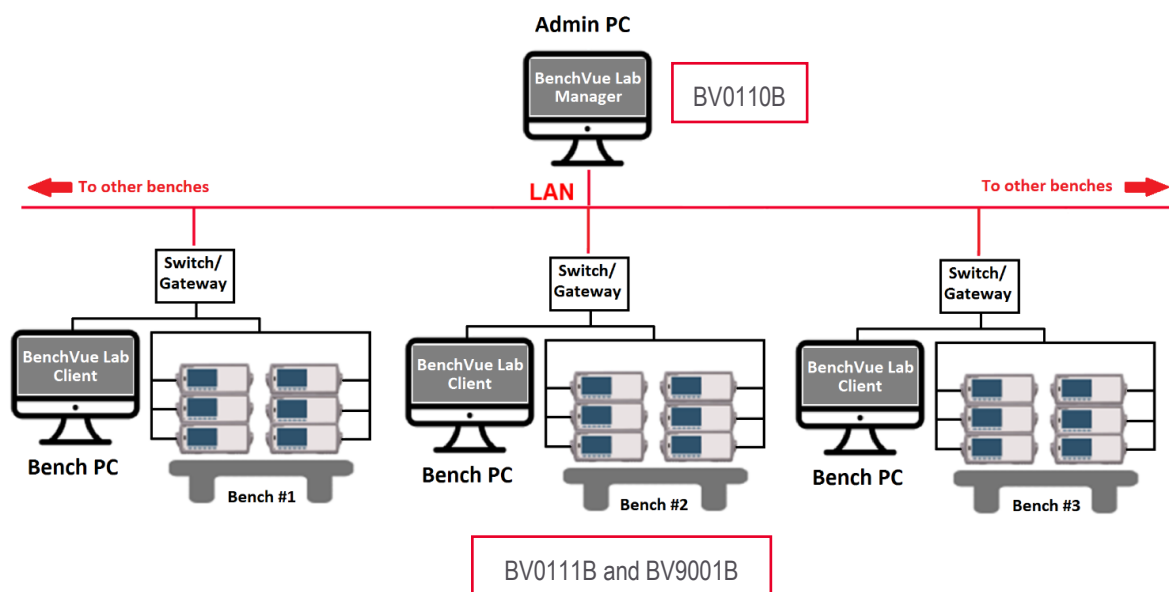 Admin PC
BenchVue Lab
Manager
BV0110B
To other benches
LAN
To other benches
Switch/
Gateway
Switch/
Gateway
Switch/
Gateway
BenchVue Lab
Client
BenchVue Lab
Client
BenchVue Lab
Client
Bench PC
Bench PC
Bench PC
Bench #1
Bench #2
Bench #3
BV0111B and BV9001B